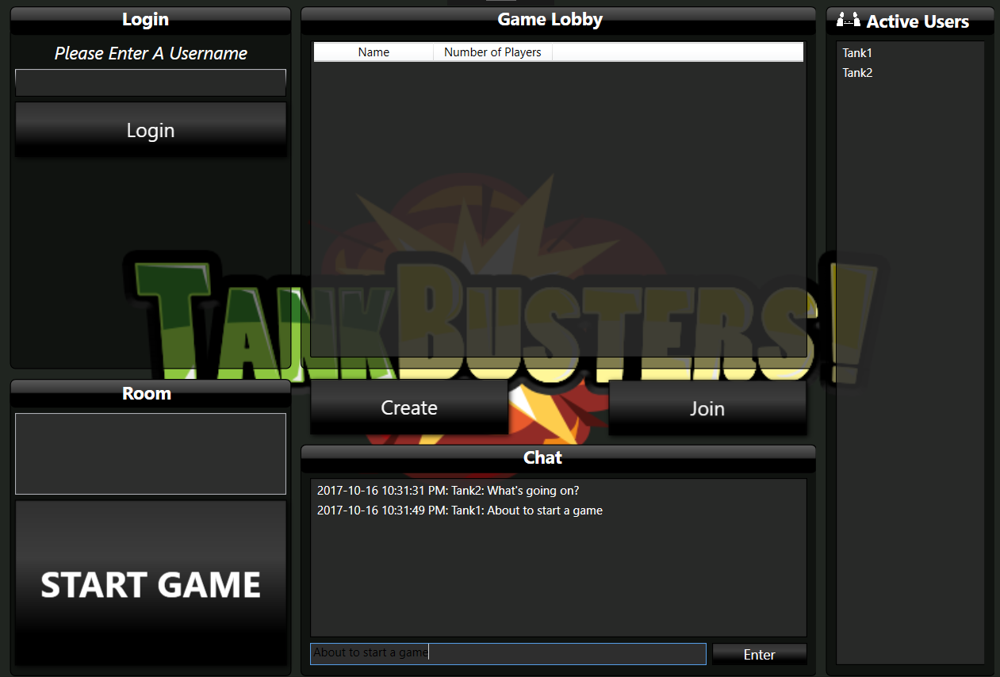 Login
Please Enter A Username
Login
Room
START GAME
Game Lobby
Name Number of Players
TANKBUSTERS!
Create Join
Chat
2017-10-16 10:31:31 PM: Tank2: What's going on?
2017-10-16 10:31:49 PM: Tank1: About to start a game
About to start a game Enter
Active Users
Tank1
Tank2